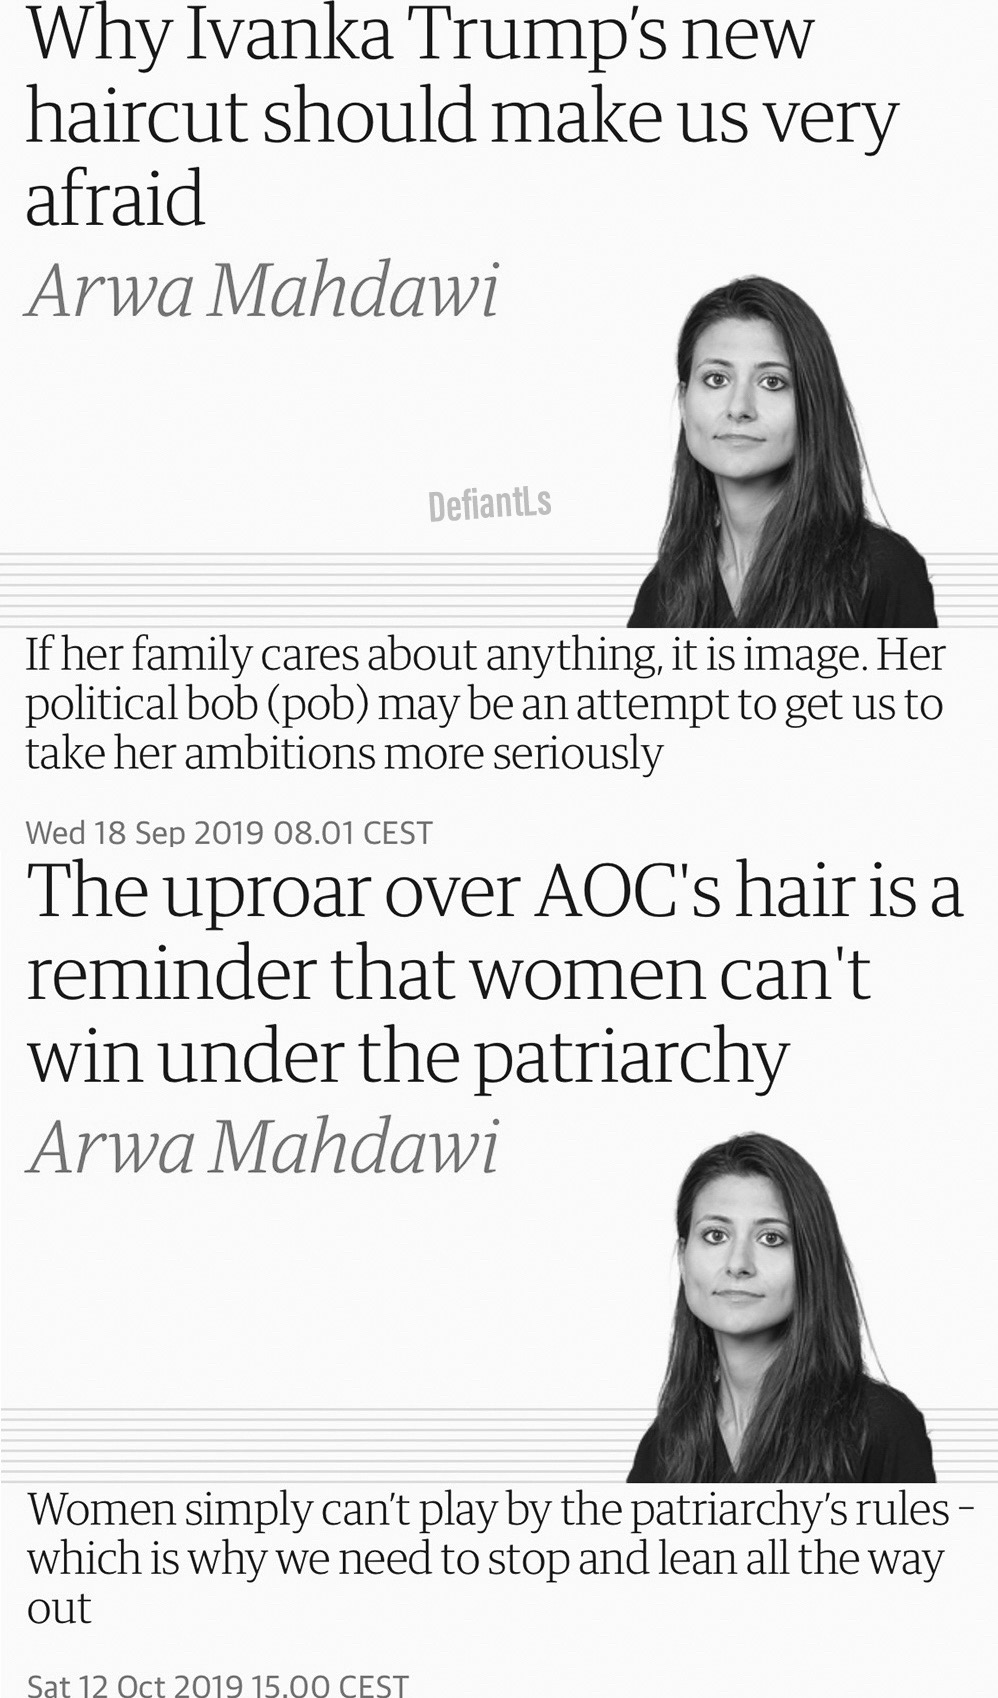 Why Ivanka Trump’s new
haircut should make us very
afraid
Arwa Mahdawi
DefiantLs
If her family cares about anything, it is image. Her
political bob (pob) may be an attempt to get us to
take her ambitions more seriously
Wed 18 Sep 2019 08.01 CEST
The uproar over AOC's hair is a
reminder that women can't
win under the patriarchy
Arwa Mahdawi
Women simply can’t play by the patriarchy’s rules –
which is why we need to stop and lean all the way
out
Sat 12 Oct 2019 15.00 CEST